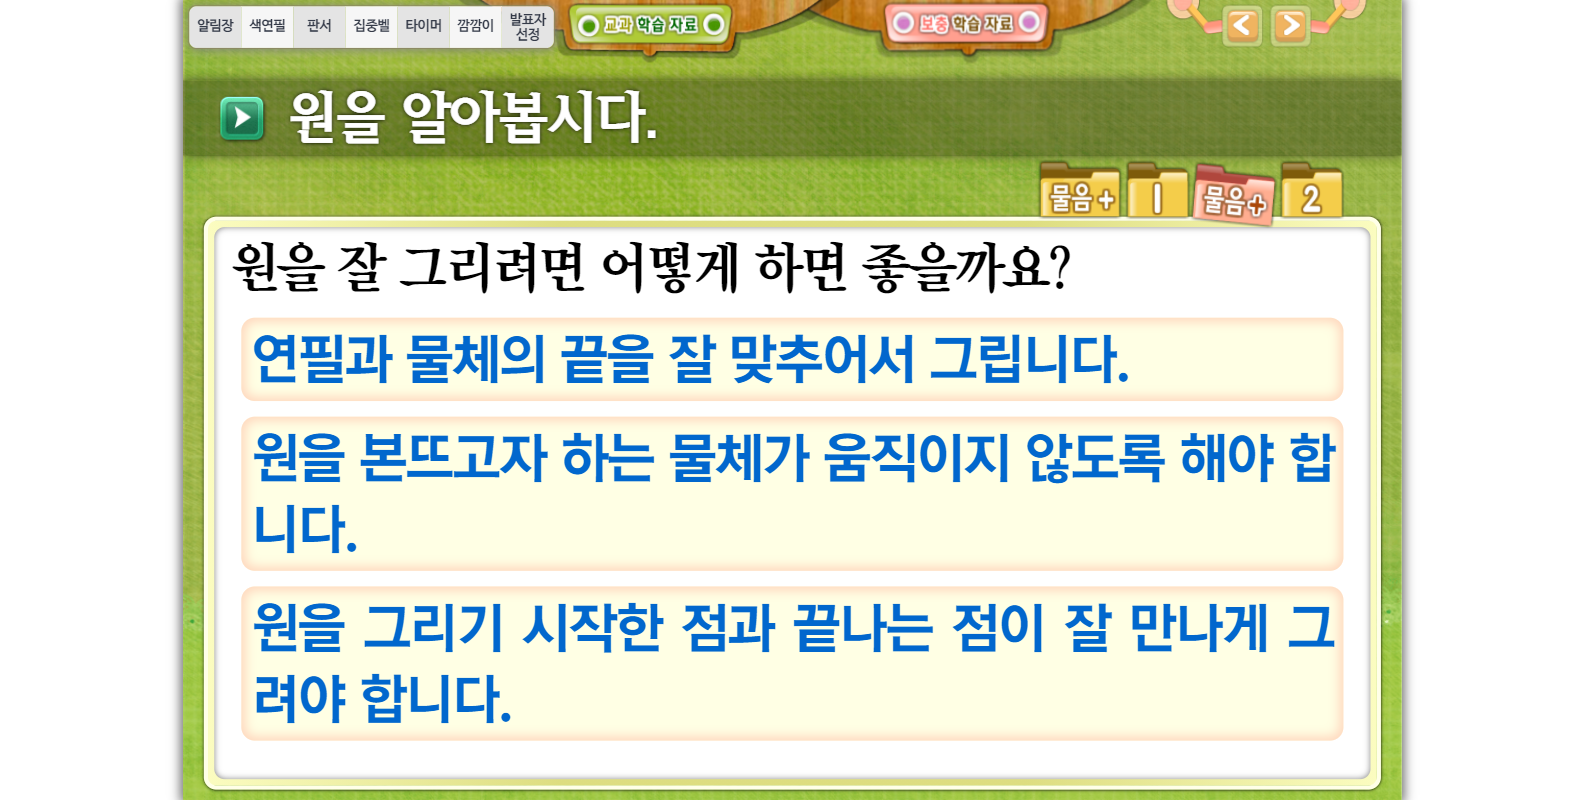 알림장 색연필 판서 집중벨 타이머 깜깜이 발표자
선정
교과 학습 자료
보충 학습 자료
원을 알아봅시다.
물음+ 1 물음+ 2
원을 잘 그리려면 어떻게 하면 좋을까요?
연필과 물체의 끝을 잘 맞추어서 그립니다.
원을 본뜨고자 하는 물체가 움직이지 않도록 해야 합
니다.
원을 그리기 시작한 점과 끝나는 점이 잘 만나게 그
려야 합니다.